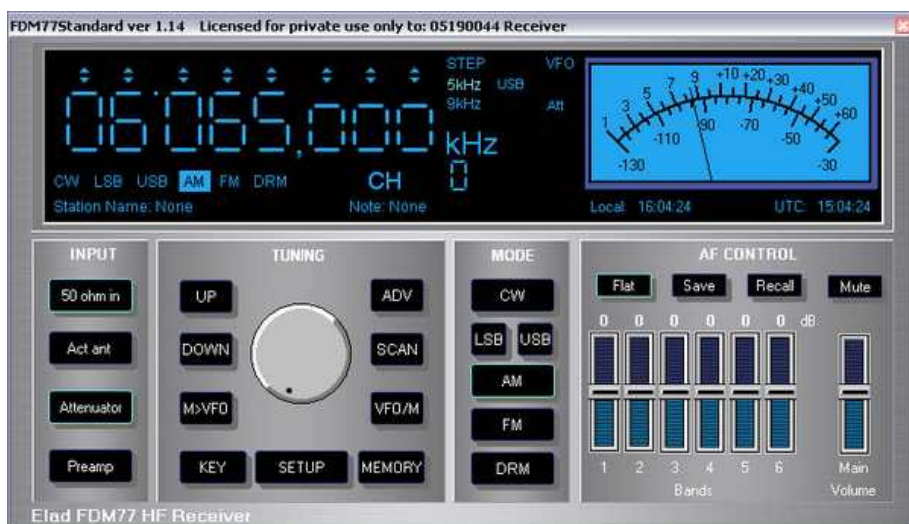 FDM77Standard ver 1.14 Licensed for private use only to: 05190044 Receiver
STEP VFO
5kHz USB
9kHz Att
06'065,000 kHz
CW LSB USB AM FM DRM CH 0
Station Name: None Note: None
1 3 5 7 9 +10 +20 +30 +40 +50 +60
-130 -110 -90 -70 -50 -30
Local: 16:04:24 UTC: 15:04:24
INPUT
50 ohm in
Act ant
Attenuator
Preamp
TUNING
UP ADV
DOWN SCAN
M>VFO VFO/M
KEY SETUP MEMORY
MODE
CW
LSB USB
AM
FM
DRM
AF CONTROL
Flat Save Recall Mute
0 0 0 0 0 0 dB
1 2 3 4 5 6 Main
Bands Volume
Elad FDM77 HF Receiver